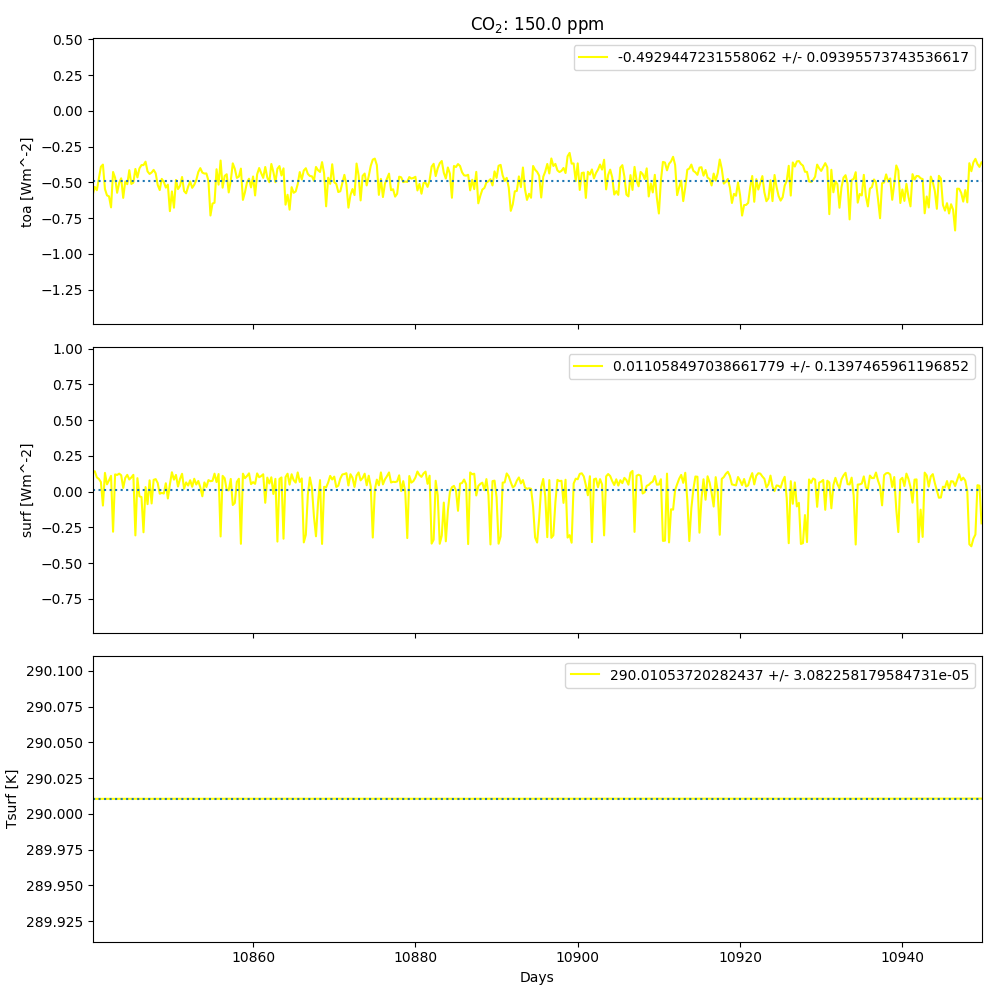 CO₂: 150.0 ppm
0.50
0.25
0.00
−0.25
−0.50
−0.75
−1.00
−1.25
toa [Wm^-2]
-0.4929447231558062 +/- 0.09395573743536617
1.00
0.75
0.50
0.25
0.00
−0.25
−0.50
−0.75
surf [Wm^-2]
0.011058497038661779 +/- 0.1397465961196852
290.100
290.075
290.050
290.025
290.000
289.975
289.950
289.925
Tsurf [K]
290.01053720282437 +/- 3.082258179584731e-05
10860 10880 10900 10920 10940
Days